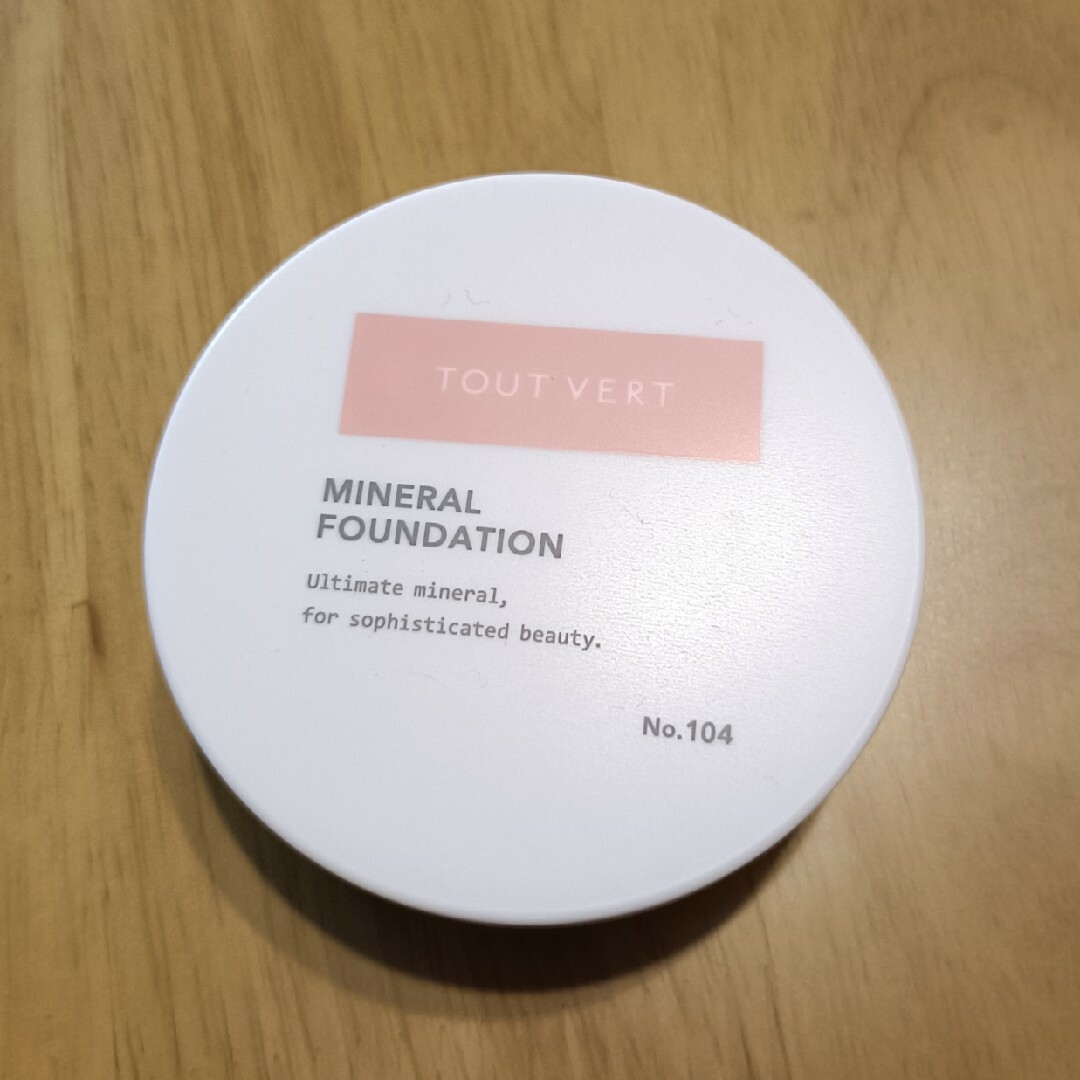 TOUT VERT
MINERAL
FOUNDATION
Ultimate mineral,
for sophisticated beauty.
No.104